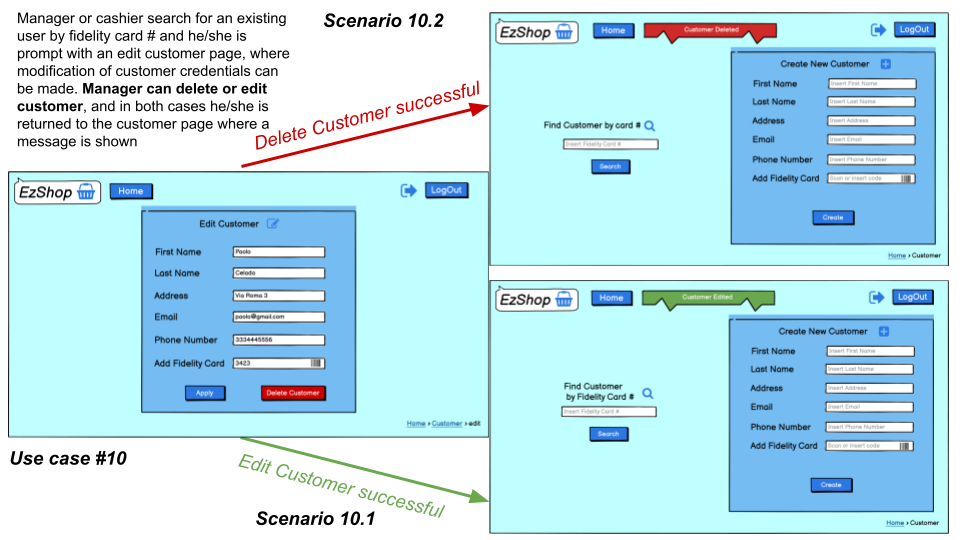 Manager or cashier search for an existing
user by fidelity card # and he/she is
prompt with an edit customer page, where
modification of customer credentials can
be made. Manager can delete or edit
customer, and in both cases he/she is
returned to the customer page where a
message is shown
Scenario 10.2
Delete Customer successful
EzShop
Home
Customer Deleted
LogOut
Find Customer by card #
Insert Fidelity Card #
Search
Create New Customer
First Name Insert First Name
Last Name Insert Last Name
Address Insert Address
Email Insert Email
Phone Number Insert Phone Number
Add Fidelity Card Scan or insert code
Create
Home › Customer
EzShop
Home
LogOut
Edit Customer
First Name Paolo
Last Name Celada
Address Via Roma 3
Email paolo@gmail.com
Phone Number 3334445556
Add Fidelity Card 3423
Apply
Delete Customer
Home › Customer › edit
Use case #10
Edit Customer successful
Scenario 10.1
EzShop
Home
Customer Edited
LogOut
Find Customer
by Fidelity Card #
Insert Fidelity Card #
Search
Create New Customer
First Name Insert First Name
Last Name Insert Last Name
Address Insert Address
Email Insert Email
Phone Number Insert Phone Number
Add Fidelity Card Scan or insert code
Create
Home › Customer